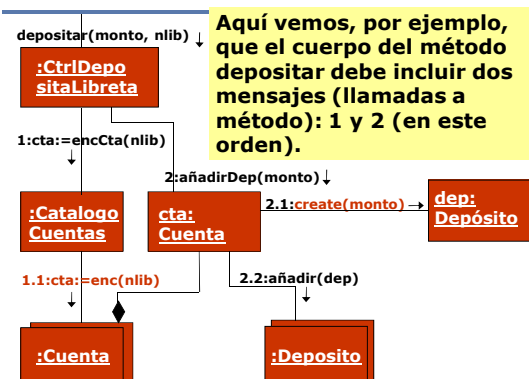 depositar(monto, nlib)
Aquí vemos, por ejemplo,
que el cuerpo del método
depositar debe incluir dos
mensajes (llamadas a
método): 1 y 2 (en este
orden).
:CtrlDepo
sitaLibreta
1:cta:=encCta(nlib)
2:añadirDep(monto)
:Catalogo
Cuentas
cta:
Cuenta
2.1:create(monto)
dep:
Depósito
1.1:cta:=enc(nlib)
2.2:añadir(dep)
:Cuenta
:Deposito